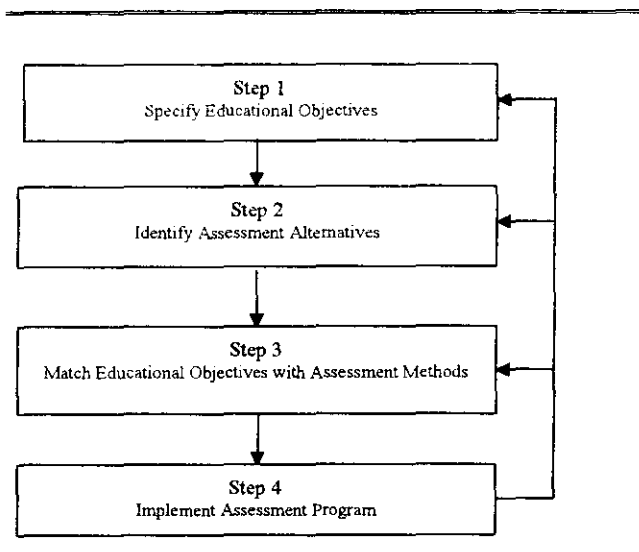 Step 1
Specify Educational Objectives
Step 2
Identify Assessment Alternatives
Step 3
Match Educational Objectives with Assessment Methods
Step 4
Implement Assessment Program